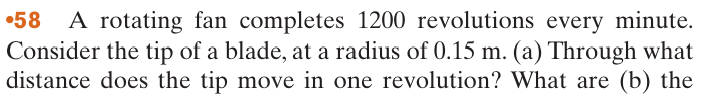 •58 A rotating fan completes 1200 revolutions every minute.
Consider the tip of a blade, at a radius of 0.15 m. (a) Through what
distance does the tip move in one revolution? What are (b) the